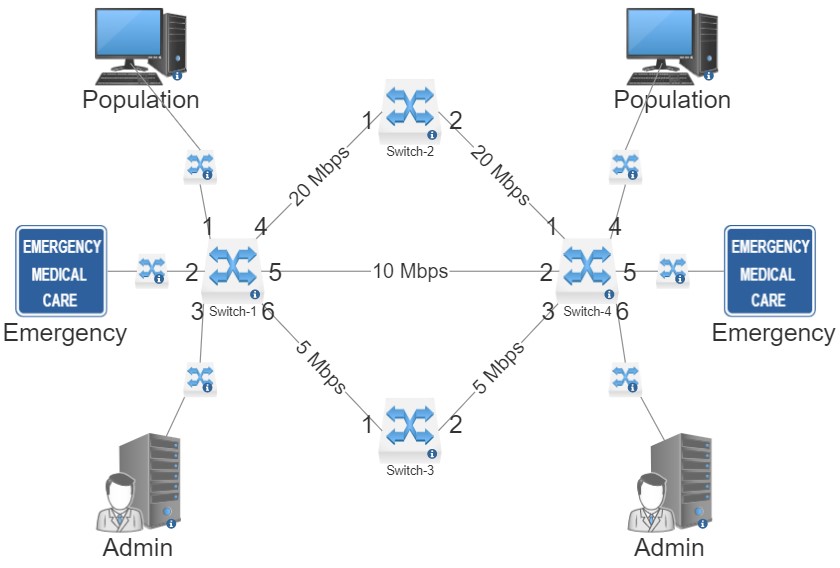 Population
Population
1
2
Switch-2
20 Mbps
20 Mbps
1
4
1
4
EMERGENCY
MEDICAL
CARE
Emergency
2
5
10 Mbps
2
5
EMERGENCY
MEDICAL
CARE
Emergency
3
Switch-1
6
3
Switch-4
6
5 Mbps
5 Mbps
1
2
Switch-3
Admin
Admin